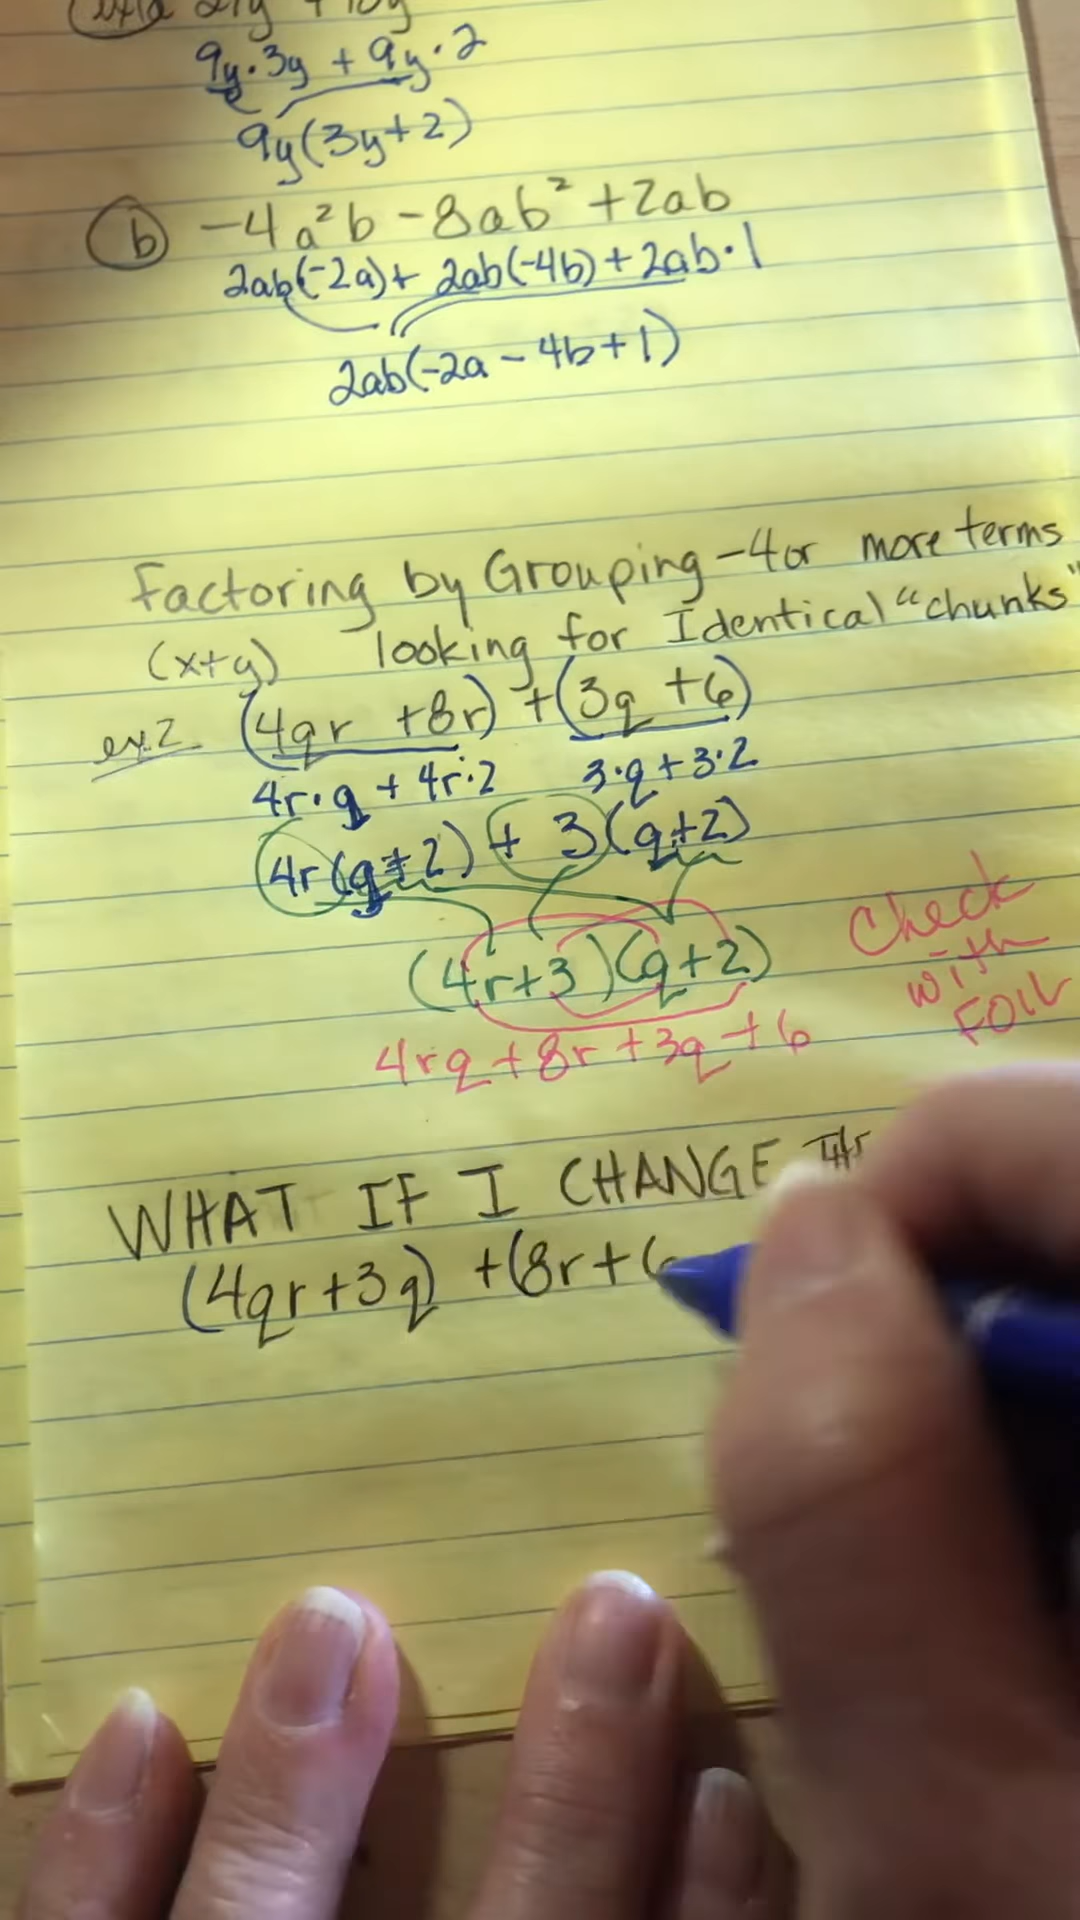 9y·3y + 9y·2
9y(3y+2)
b) -4a²b - 8ab² + 2ab
2ab(-2a) + 2ab(-4b) + 2ab·1
2ab(-2a - 4b + 1)
Factoring by Grouping - 4 or more terms
(x+y) looking for Identical "chunks"
ex.2 (4qr + 8r) + (3q + 6)
4r·q + 4r·2 3·q + 3·2
4r(q+2) + 3(q+2)
(4r+3)(q+2)
Check
with
FOIL
4rq + 8r + 3q + 6
WHAT IF I CHANGE
(4qr+3q) + (8r+6